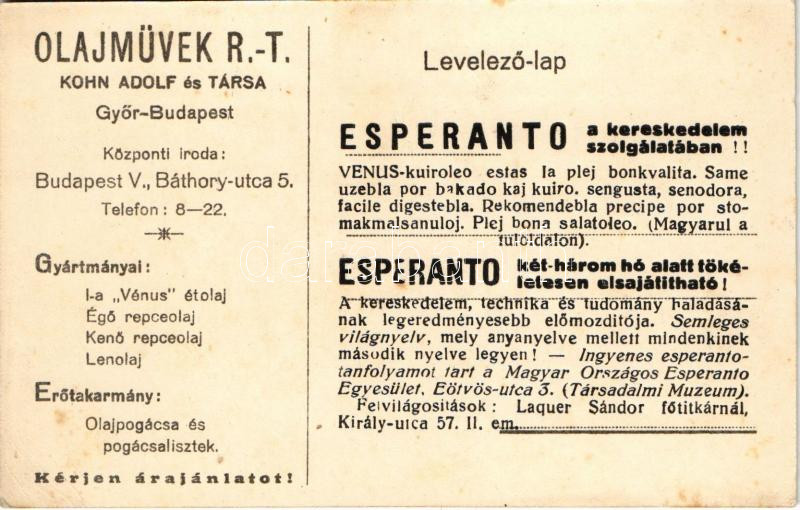 OLAJMÜVEK R.-T.
KOHN ADOLF és TÁRSA
Győr-Budapest
Központi iroda:
Budapest V., Báthory-utca 5.
Telefon: 8—22.
Gyártmányai:
I-a „Vénus" étolaj
Égő repceolaj
Kenő repceolaj
Lenolaj
Erőtakarmány:
Olajpogácsa és
pogácsalisztek.
Kérjen árajánlatot!
Levelező-lap
ESPERANTO a kereskedelem
szolgálatában !!
VENUS-kuiroleo estas la plej bonkvalita. Same
uzebla por bakado kaj kuiro. sengusta, senodora,
facile digestebla. Rekomendebla precipe por sto-
makmalsanuloj. Plej bona salatoleo. (Magyarul a
túloldalon).
ESPERANTO két-három hó alatt töké-
letesen elsajátitható!
A kereskedelem, technika és tudomány haladásá-
nak legeredményesebb előmozditója. Semleges
világnyelv, mely anyanyelve mellett mindenkinek
második nyelve legyen! — Ingyenes esperanto-
tanfolyamot tart a Magyar Országos Esperanto
Egyesület, Eötvös-utca 3. (Társadalmi Muzeum).
Felvilágositások: Laquer Sándor főtitkárnál,
Király-utca 57. II. em.